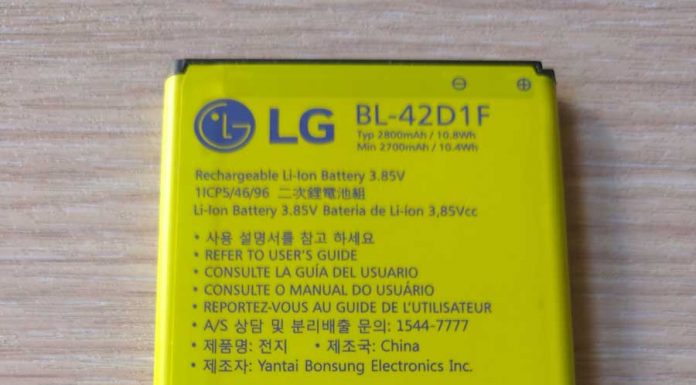 LG BL-42D1F
Typ 2800mAh / 10.8Wh
Min 2700mAh / 10.4Wh
Rechargeable Li-Ion Battery 3.85V
1ICP5/46/96 二次鋰電池組
Li-Ion Battery 3.85V Bateria de Li-ion 3,85Vcc
• 사용 설명서를 참고 하세요
• REFER TO USER'S GUIDE
• CONSULTE LA GUÍA DEL USUARIO
• CONSULTE O MANUAL DO USUÁRIO
• REPORTEZ-VOUS AU GUIDE DE L'UTILISATEUR
• A/S 상담 및 분리배출 문의: 1544-7777
• 제품명: 전지 • 제조국: China
• 제조자: Yantai Bonsung Electronics Inc.